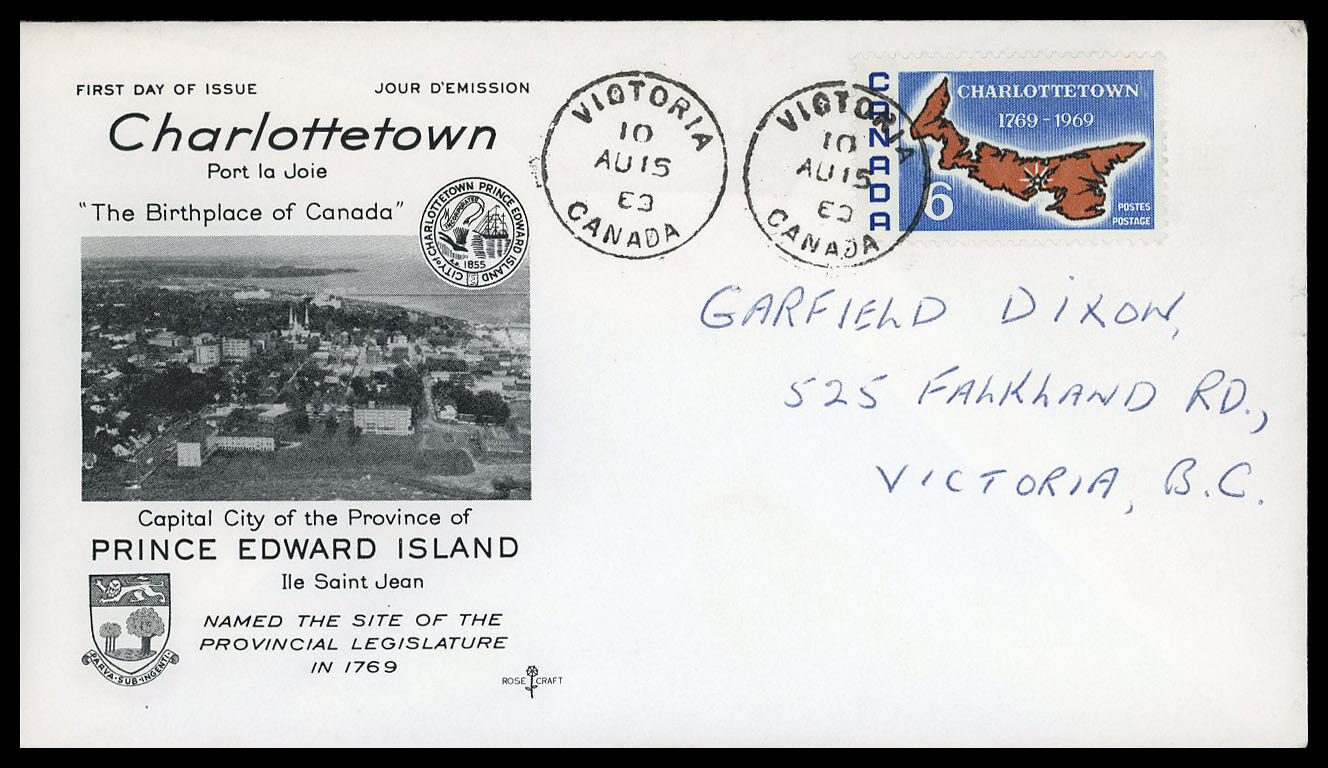 FIRST DAY OF ISSUE JOUR D'EMISSION
Charlottetown
Port la Joie
"The Birthplace of Canada"
CITY of CHARLOTTETOWN PRINCE EDWARD ISLAND
INCORPORATED
1855
Capital City of the Province of
PRINCE EDWARD ISLAND
Ile Saint Jean
NAMED THE SITE OF THE
PROVINCIAL LEGISLATURE
IN 1769
PARVA·SUB·INGENTI
ROSE CRAFT
VICTORIA
10
AU 15
CANADA
VICTORIA
10
AU 15
CANADA
CANADA
CHARLOTTETOWN
1769 - 1969
6
POSTES
POSTAGE
GARFIELD DIXON,
525 FALKLAND RD.,
VICTORIA, B.C.